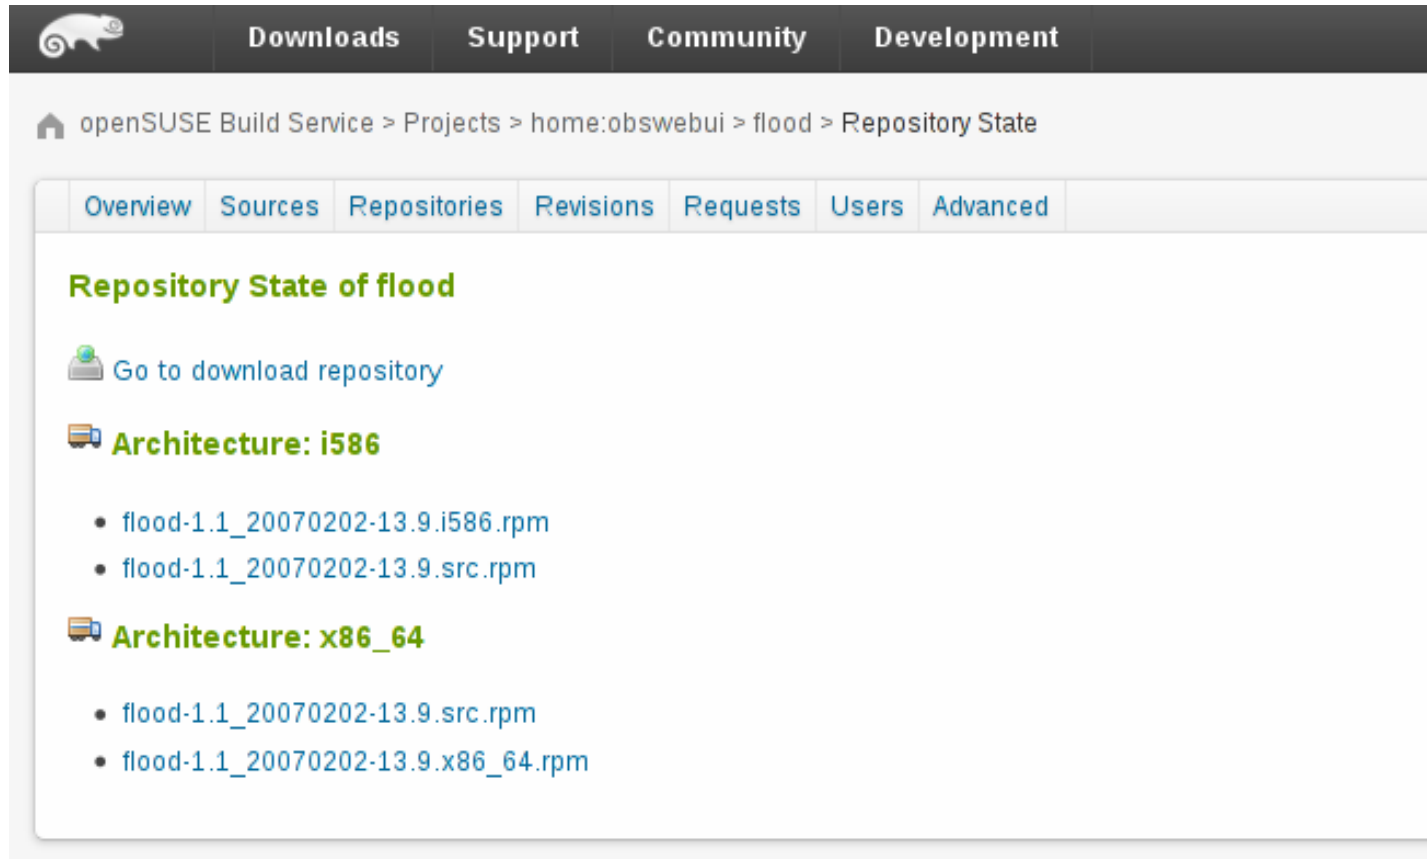 Downloads Support Community Development
openSUSE Build Service > Projects > home:obswebui > flood > Repository State
Overview Sources Repositories Revisions Requests Users Advanced
Repository State of flood
Go to download repository
Architecture: i586
• flood-1.1_20070202-13.9.i586.rpm
• flood-1.1_20070202-13.9.src.rpm
Architecture: x86_64
• flood-1.1_20070202-13.9.src.rpm
• flood-1.1_20070202-13.9.x86_64.rpm